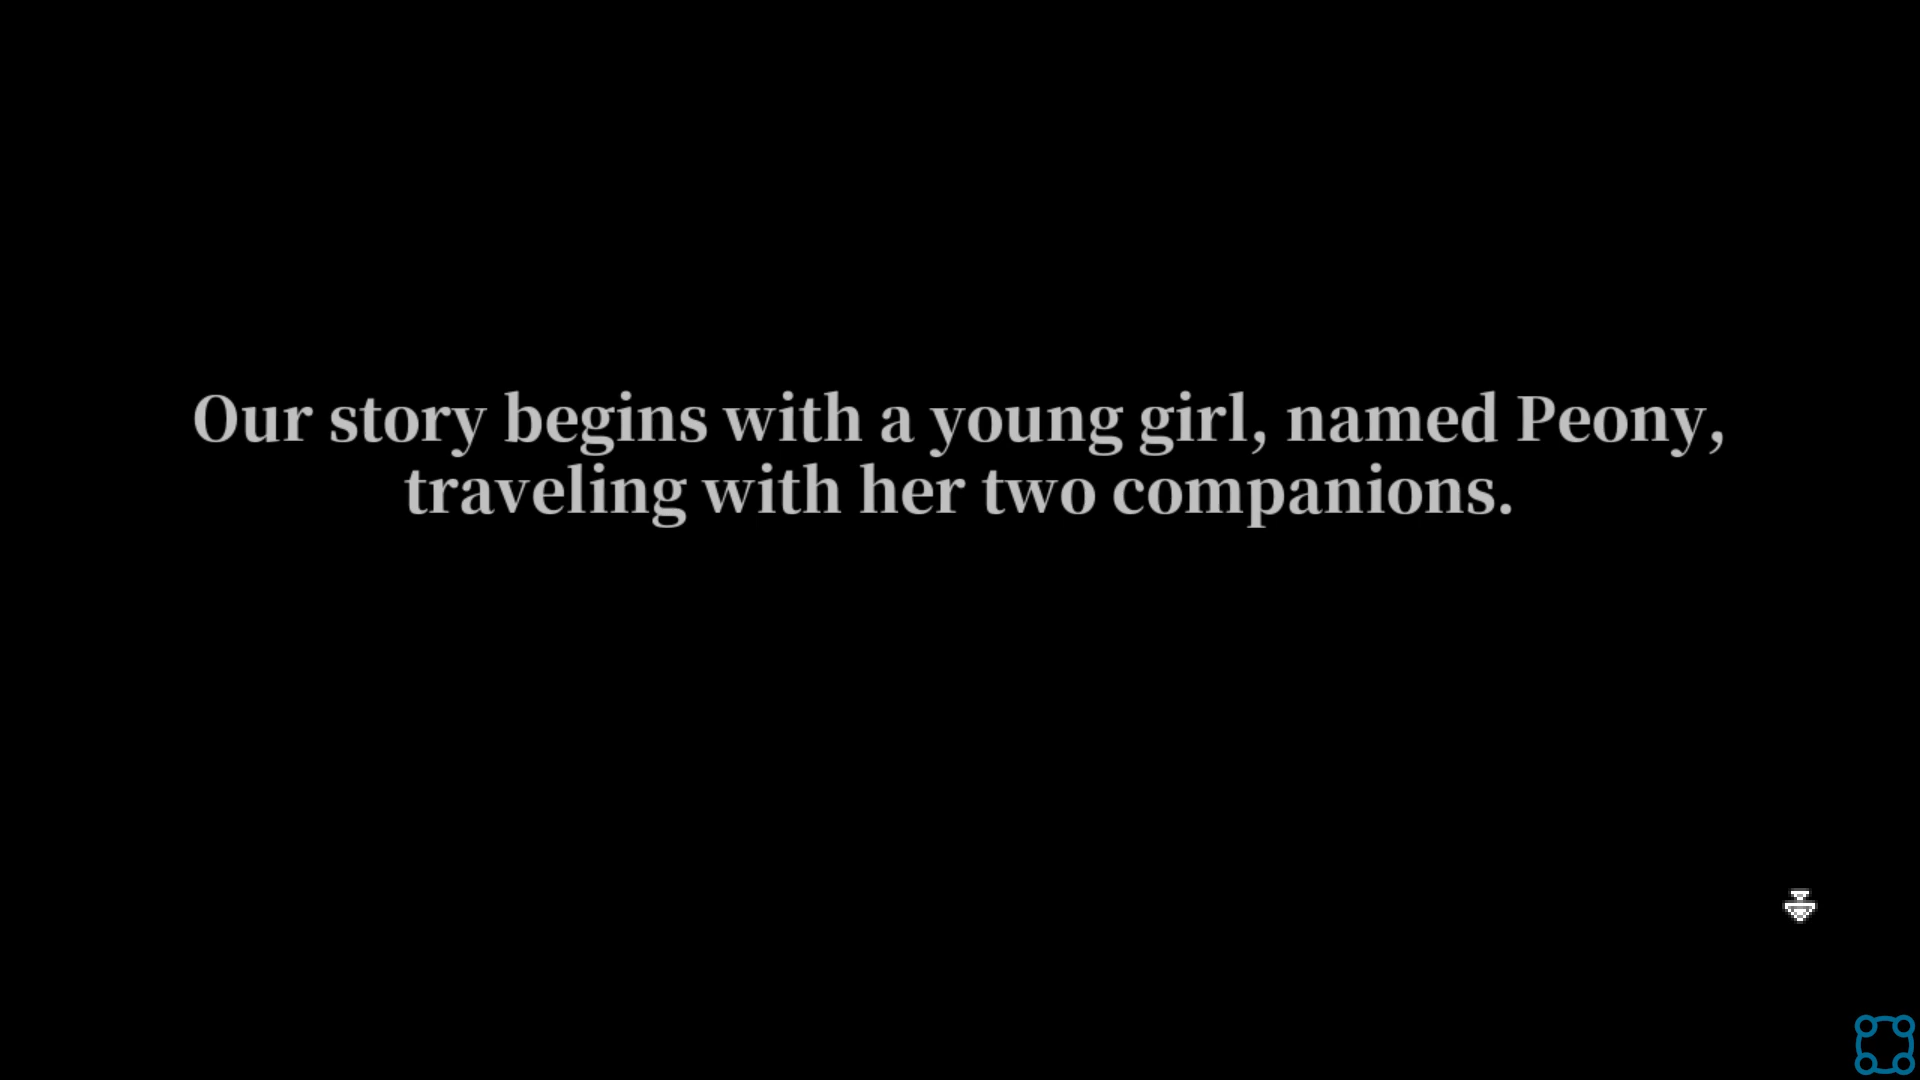 Our story begins with a young girl, named Peony,
traveling with her two companions.